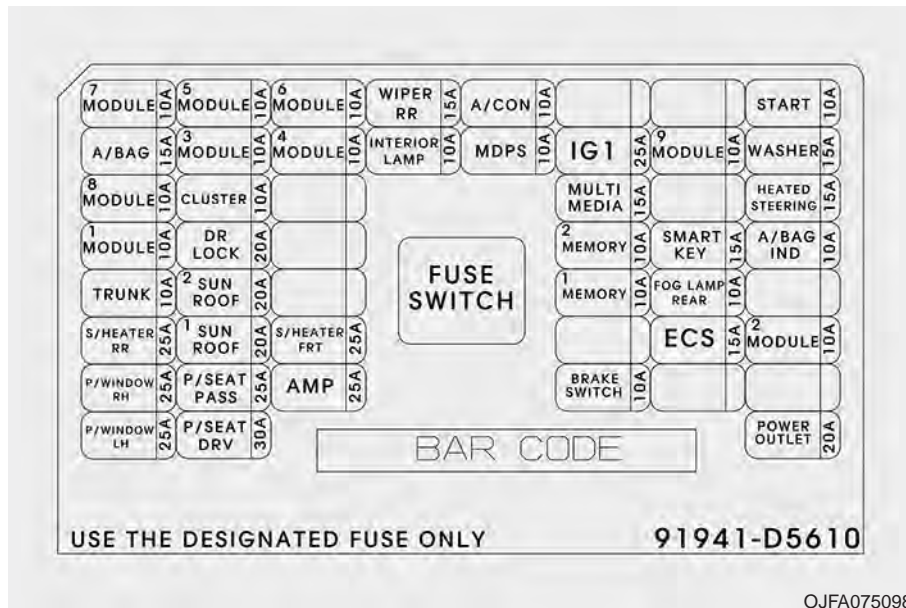 7 MODULE 10A 5 MODULE 10A 6 MODULE 10A WIPER RR 15A A/CON 10A START 10A
A/BAG 15A 3 MODULE 10A 4 MODULE 10A INTERIOR LAMP 10A MDPS 10A IG1 25A 9 MODULE 10A WASHER 15A
8 MODULE 10A CLUSTER 10A MULTI MEDIA 15A HEATED STEERING 15A
1 MODULE 10A DR LOCK 20A 2 MEMORY 10A SMART KEY 15A A/BAG IND 10A
TRUNK 10A 2 SUN ROOF 20A FUSE SWITCH 1 MEMORY 10A FOG LAMP REAR 10A
S/HEATER RR 25A 1 SUN ROOF 20A S/HEATER FRT 25A ECS 15A 2 MODULE 10A
P/WINDOW RH 25A P/SEAT PASS 25A AMP 25A BRAKE SWITCH 10A
P/WINDOW LH 25A P/SEAT DRV 30A POWER OUTLET 20A
BAR CODE
USE THE DESIGNATED FUSE ONLY 91941-D5610
OJFA075098